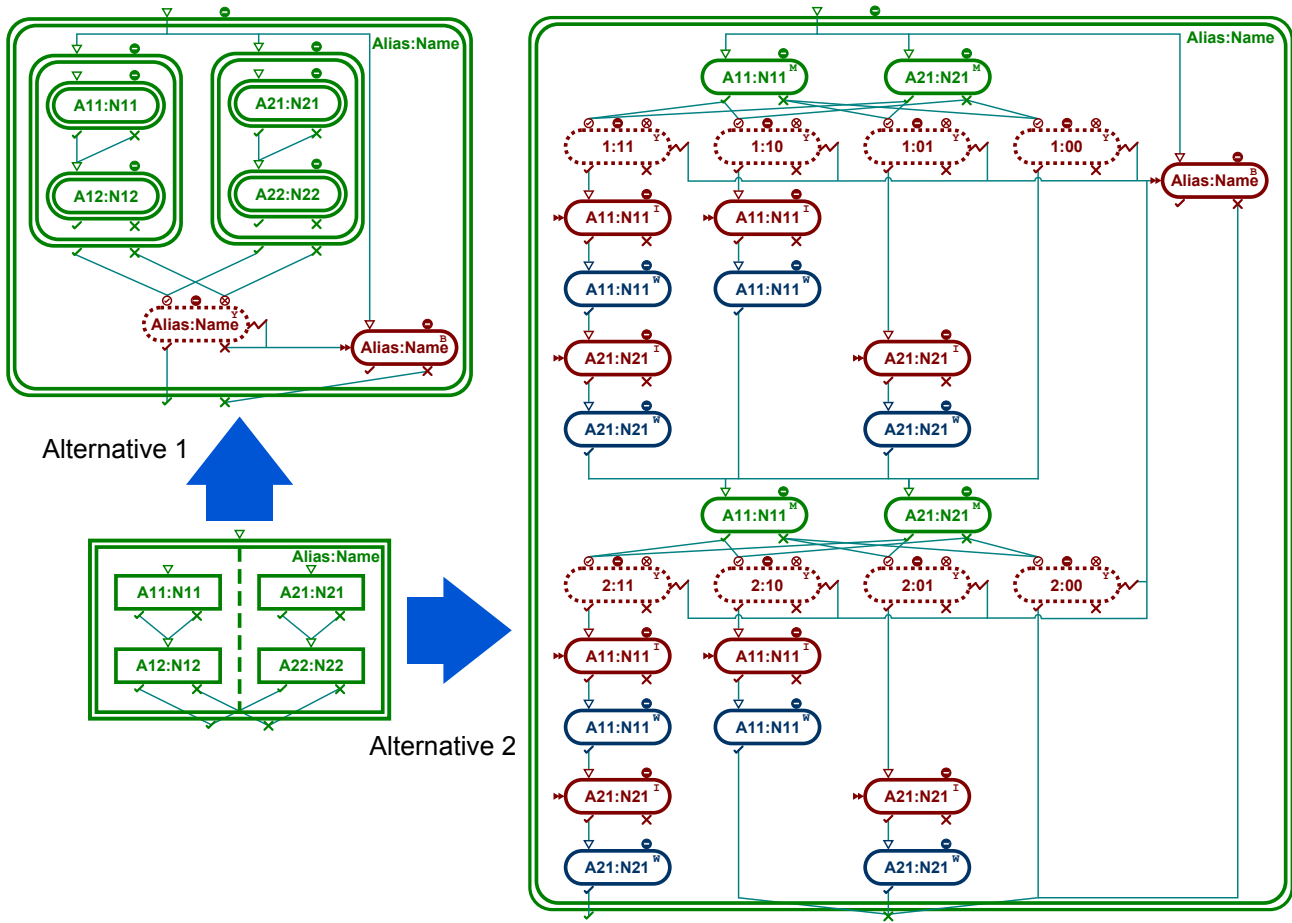 Alias:Name
A11:N11
A21:N21
A12:N12
A22:N22
Alias:Name Y
Alias:Name B
Alternative 1
Alias:Name
A11:N11
A21:N21
A12:N12
A22:N22
Alternative 2
Alias:Name
A11:N11 M
A21:N21 M
1:11 Y
1:10 Y
1:01 Y
1:00 Y
Alias:Name B
A11:N11 I
A11:N11 I
A11:N11 W
A11:N11 W
A21:N21 I
A21:N21 I
A21:N21 W
A21:N21 W
A11:N11 M
A21:N21 M
2:11 Y
2:10 Y
2:01 Y
2:00 Y
A11:N11 I
A11:N11 I
A11:N11 W
A11:N11 W
A21:N21 I
A21:N21 I
A21:N21 W
A21:N21 W